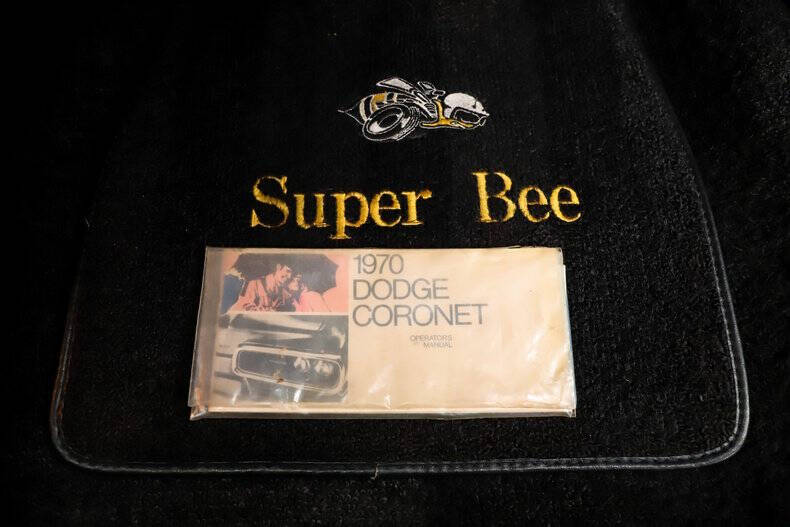 Super Bee
1970
DODGE
CORONET
OPERATORS
MANUAL